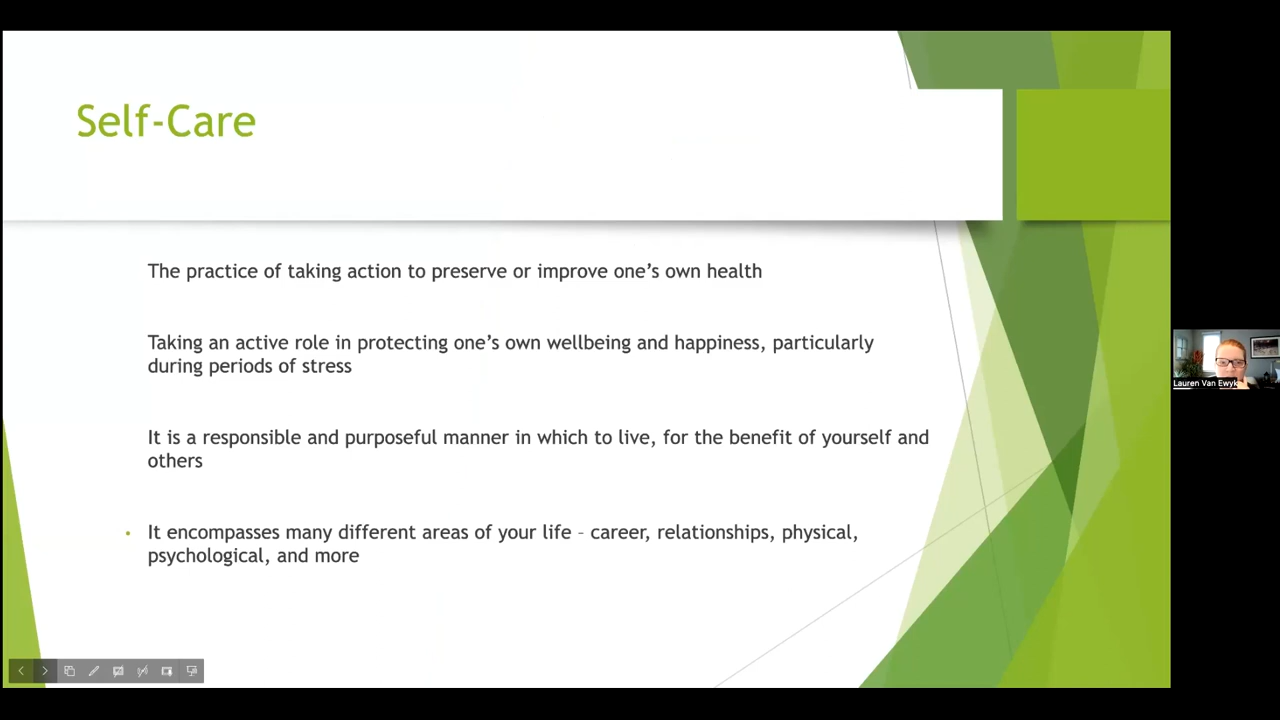 Self-Care
The practice of taking action to preserve or improve one’s own health
Taking an active role in protecting one’s own wellbeing and happiness, particularly
during periods of stress
It is a responsible and purposeful manner in which to live, for the benefit of yourself and
others
• It encompasses many different areas of your life – career, relationships, physical,
psychological, and more
Lauren Van Ewyk